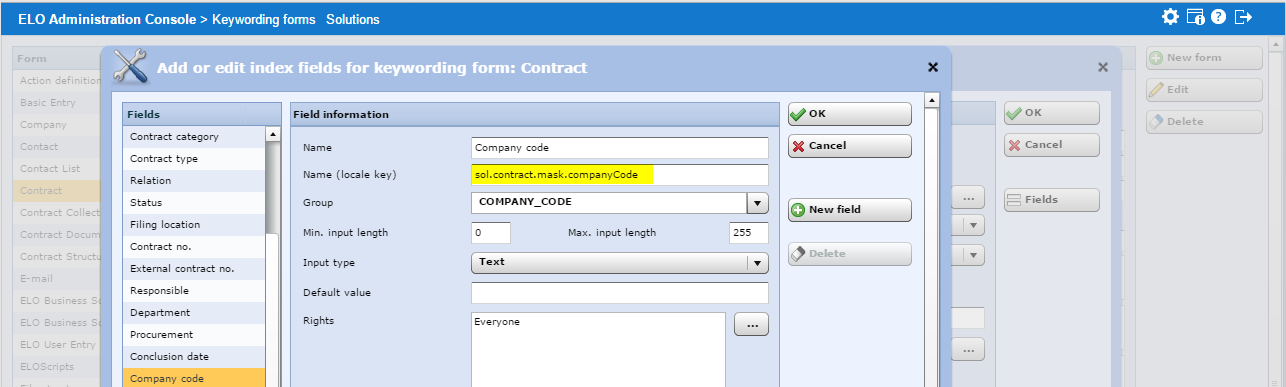 ELO Administration Console > Keywording forms Solutions
Form
Action definition
Basic Entry
Company
Contact
Contact List
Contract
Contract Collect
Contract Docum
Contract Structu
E-mail
ELO Business So
ELO Business So
ELO User Entry
ELOScripts
Add or edit index fields for keywording form: Contract
Fields
Contract category
Contract type
Relation
Status
Filing location
Contract no.
External contract no.
Responsible
Department
Procurement
Conclusion date
Company code
Field information
Name Company code
Name (locale key) sol.contract.mask.companyCode
Group COMPANY_CODE
Min. input length 0 Max. input length 255
Input type Text
Default value
Rights Everyone ...
OK
Cancel
New field
Delete
OK
Cancel
...
Fields
...
New form
Edit
Delete